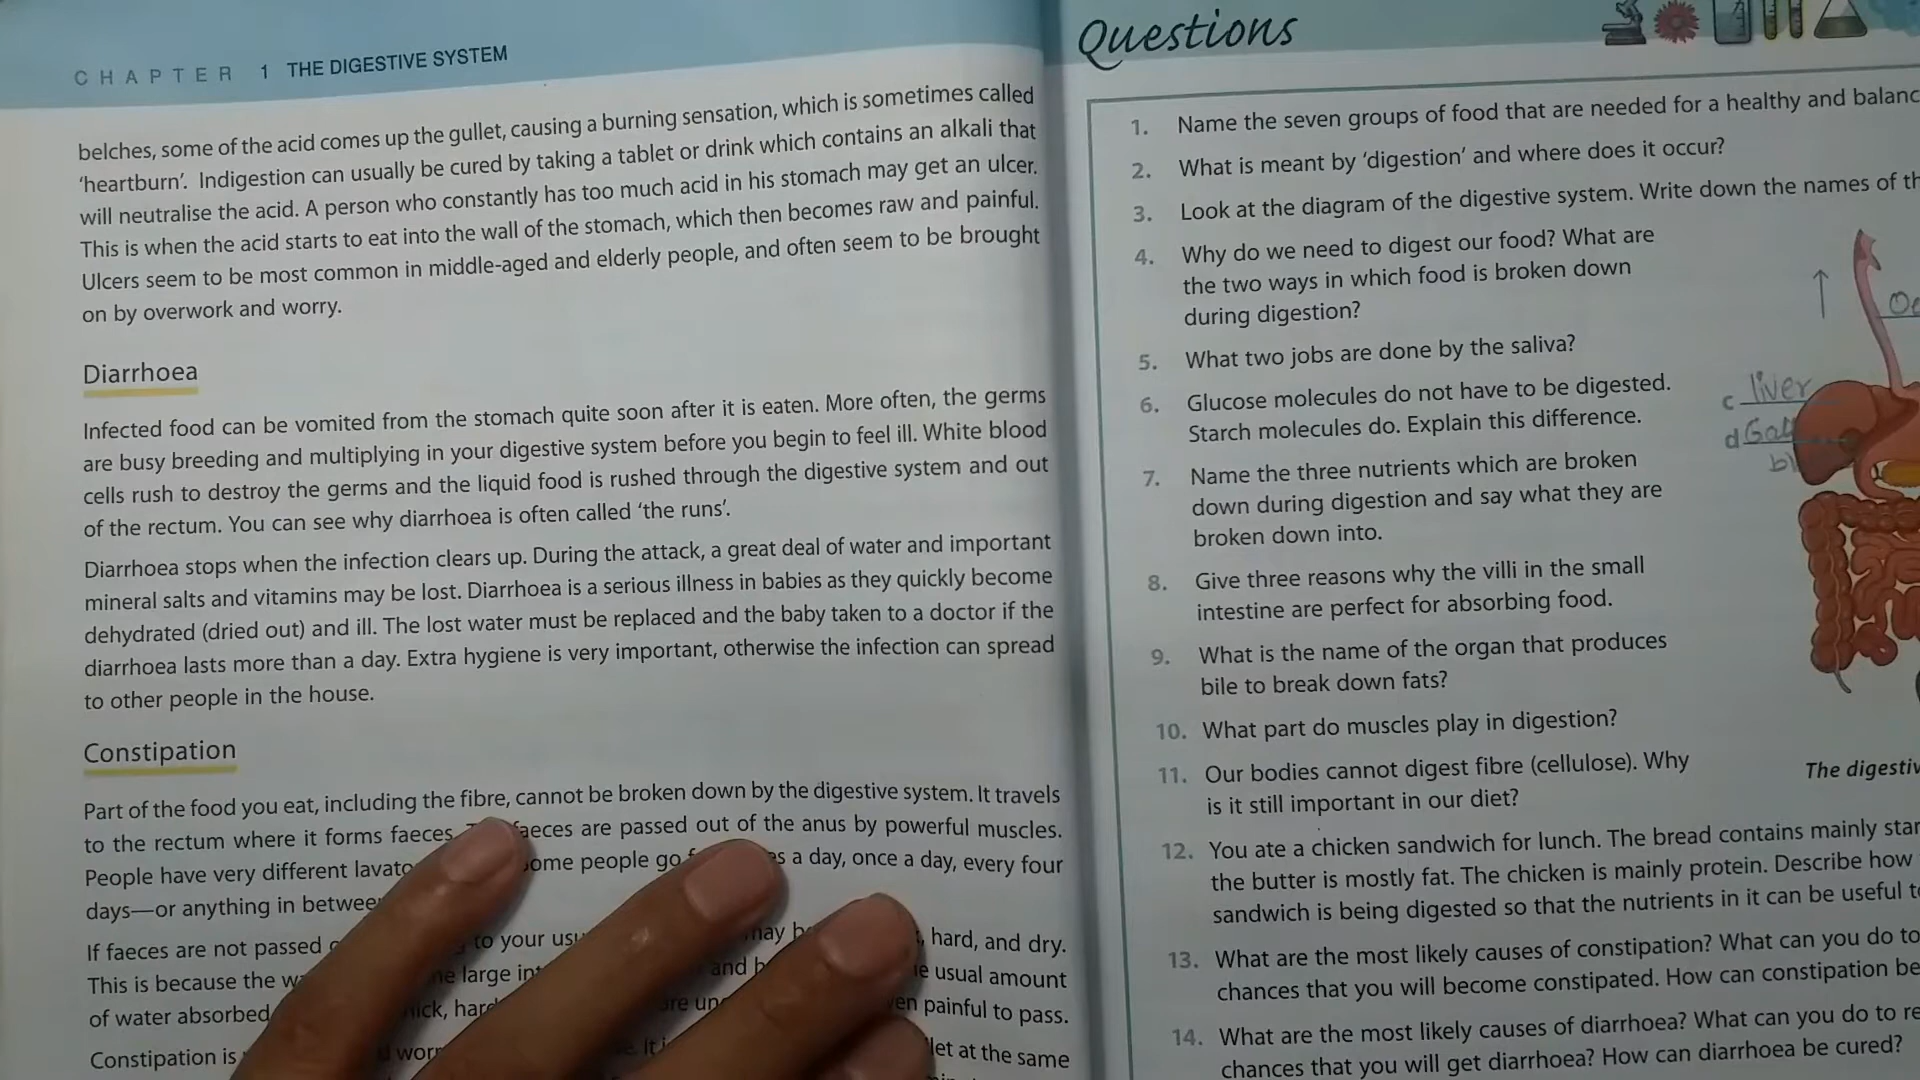 CHAPTER 1 THE DIGESTIVE SYSTEM
belches, some of the acid comes up the gullet, causing a burning sensation, which is sometimes called
‘heartburn’. Indigestion can usually be cured by taking a tablet or drink which contains an alkali that
will neutralise the acid. A person who constantly has too much acid in his stomach may get an ulcer.
This is when the acid starts to eat into the wall of the stomach, which then becomes raw and painful.
Ulcers seem to be most common in middle-aged and elderly people, and often seem to be brought
on by overwork and worry.
Diarrhoea
Infected food can be vomited from the stomach quite soon after it is eaten. More often, the germs
are busy breeding and multiplying in your digestive system before you begin to feel ill. White blood
cells rush to destroy the germs and the liquid food is rushed through the digestive system and out
of the rectum. You can see why diarrhoea is often called ‘the runs’.
Diarrhoea stops when the infection clears up. During the attack, a great deal of water and important
mineral salts and vitamins may be lost. Diarrhoea is a serious illness in babies as they quickly become
dehydrated (dried out) and ill. The lost water must be replaced and the baby taken to a doctor if the
diarrhoea lasts more than a day. Extra hygiene is very important, otherwise the infection can spread
to other people in the house.
Constipation
Part of the food you eat, including the fibre, cannot be broken down by the digestive system. It travels
to the rectum where it forms faeces. faeces are passed out of the anus by powerful muscles.
People have very different some people go a day, once a day, every four
days—or anything in between
If faeces are not passed to your may hard, and dry.
This is because the large and usual amount
of water absorbed painful to pass.
Constipation is let at the same
Questions
1. Name the seven groups of food that are needed for a healthy and
2. What is meant by ‘digestion’ and where does it occur?
3. Look at the diagram of the digestive system. Write down the names of
4. Why do we need to digest our food? What are
the two ways in which food is broken down
during digestion?
5. What two jobs are done by the saliva?
6. Glucose molecules do not have to be digested.
Starch molecules do. Explain this difference.
7. Name the three nutrients which are broken
down during digestion and say what they are
broken down into.
8. Give three reasons why the villi in the small
intestine are perfect for absorbing food.
9. What is the name of the organ that produces
bile to break down fats?
10. What part do muscles play in digestion?
11. Our bodies cannot digest fibre (cellulose). Why
is it still important in our diet?
12. You ate a chicken sandwich for lunch. The bread contains mainly
the butter is mostly fat. The chicken is mainly protein. Describe how
sandwich is being digested so that the nutrients in it can be useful
13. What are the most likely causes of constipation? What can you do to
chances that you will become constipated. How can constipation be
14. What are the most likely causes of diarrhoea? What can you do to
chances that you will get diarrhoea? How can diarrhoea be cured?
c liver
d Gal
The